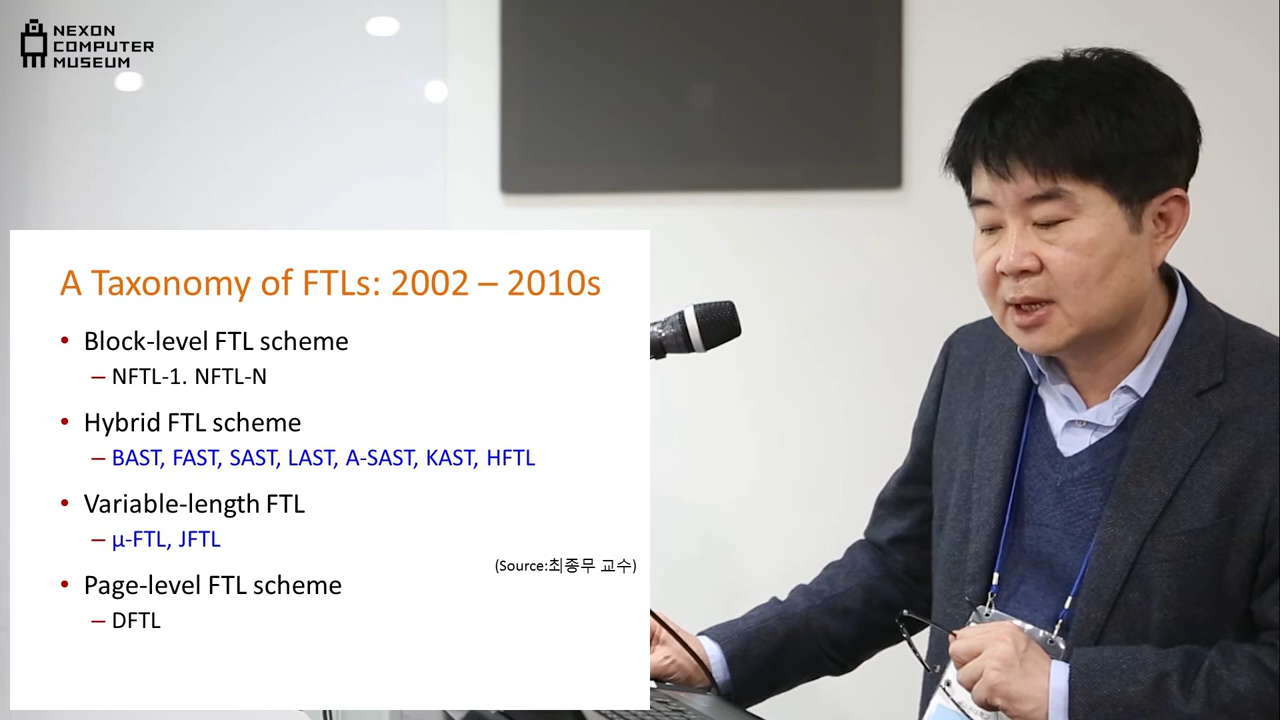 NEXON
COMPUTER
MUSEUM
A Taxonomy of FTLs: 2002 – 2010s
• Block-level FTL scheme
– NFTL-1. NFTL-N
• Hybrid FTL scheme
– BAST, FAST, SAST, LAST, A-SAST, KAST, HFTL
• Variable-length FTL
– μ-FTL, JFTL
(Source:최종무 교수)
• Page-level FTL scheme
– DFTL